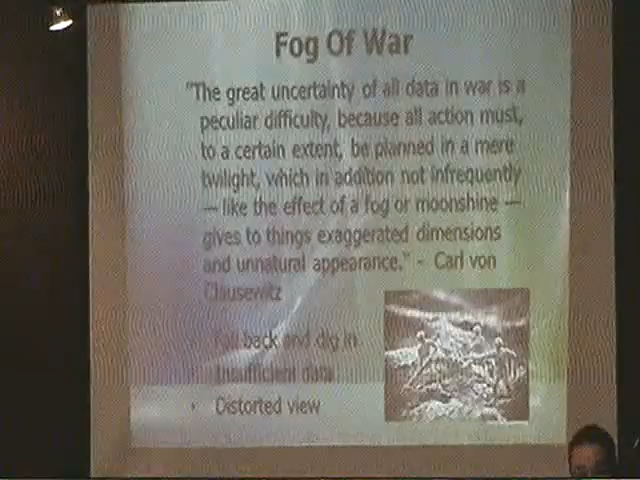 Fog Of War
"The great uncertainty of all data in war is a
peculiar difficulty, because all action must,
to a certain extent, be planned in a mere
twilight, which in addition not infrequently
— like the effect of a fog or moonshine —
gives to things exaggerated dimensions
and unnatural appearance." - Carl von
Clausewitz
Fall back and dig in
Insufficient data
• Distorted view